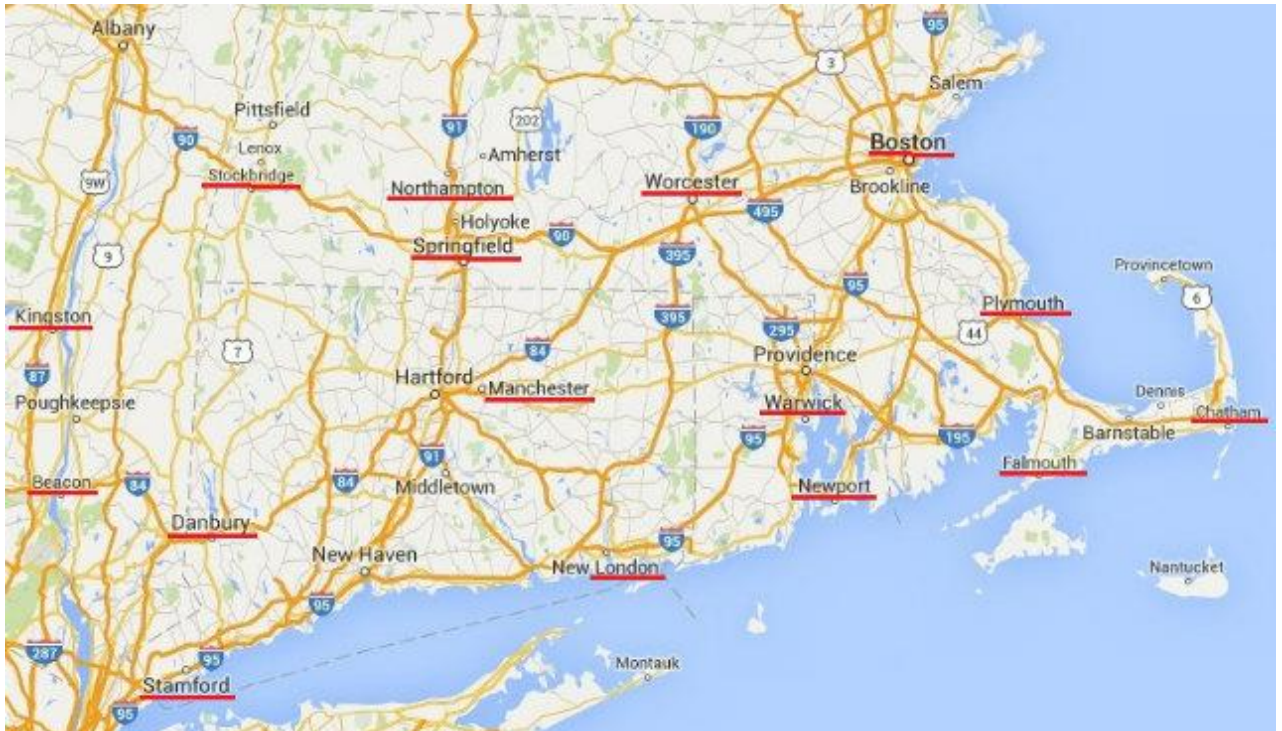 Albany
95
3
Salem
Pittsfield
91
202
190
90
Lenox
Amherst
Boston
9W
Stockbridge
Northampton
Worcester
Brookline
495
Holyoke
90
9
Springfield
395
Provincetown
95
6
Kingston
395
Plymouth
295
44
7
84
Providence
87
Hartford
Manchester
Poughkeepsie
Warwick
Dennis
Chatham
95
195
Barnstable
91
Beacon
84
84
Middletown
Newport
Falmouth
Danbury
95
New Haven
New London
Nantucket
95
287
95
Montauk
Stamford
95